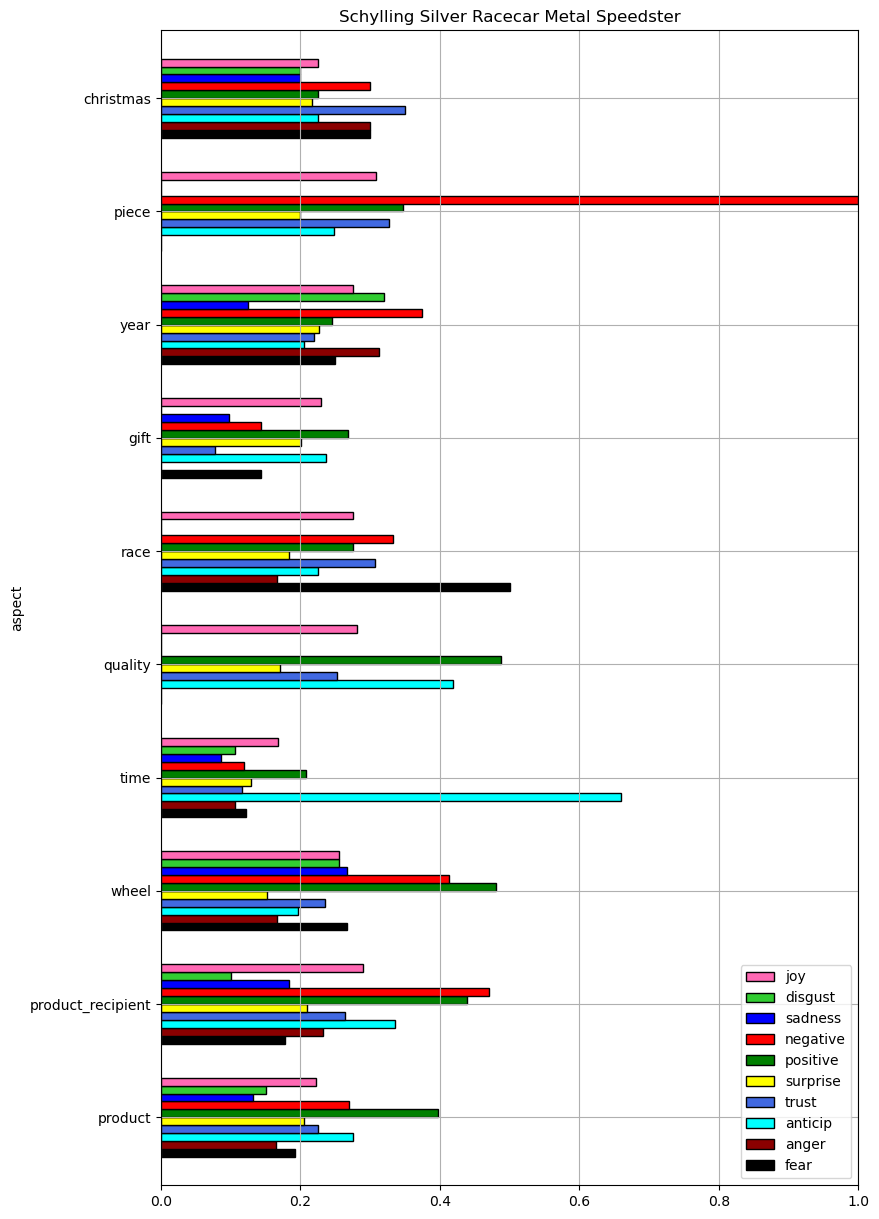 Schylling Silver Racecar Metal Speedster
christmas
piece
year
gift
race
quality
time
wheel
product_recipient
product
aspect
joy
disgust
sadness
negative
positive
surprise
trust
anticip
anger
fear
0.0 0.2 0.4 0.6 0.8 1.0